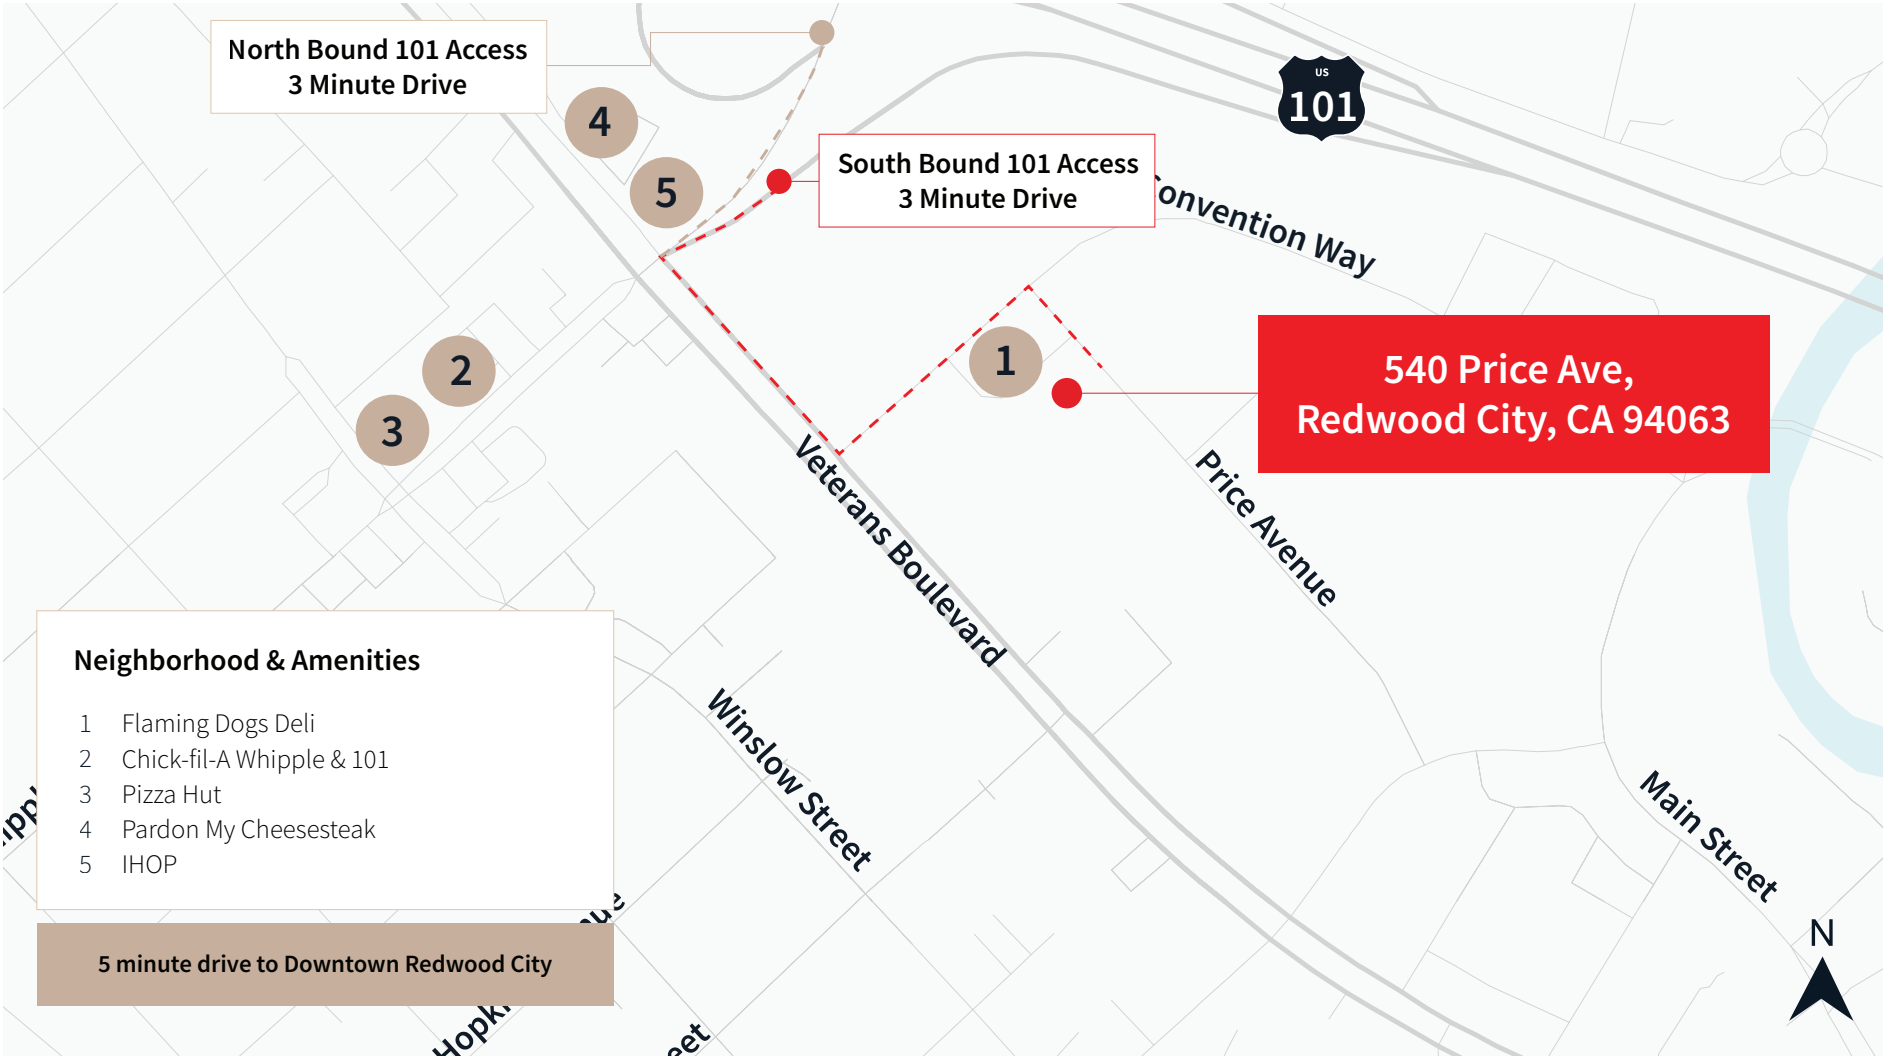 North Bound 101 Access
3 Minute Drive
US
101
4
5
South Bound 101 Access
3 Minute Drive
Convention Way
1
2
3
540 Price Ave,
Redwood City, CA 94063
Veterans Boulevard
Price Avenue
Neighborhood & Amenities
1 Flaming Dogs Deli
2 Chick-fil-A Whipple & 101
3 Pizza Hut
4 Pardon My Cheesesteak
5 IHOP
Winslow Street
Main Street
5 minute drive to Downtown Redwood City
N